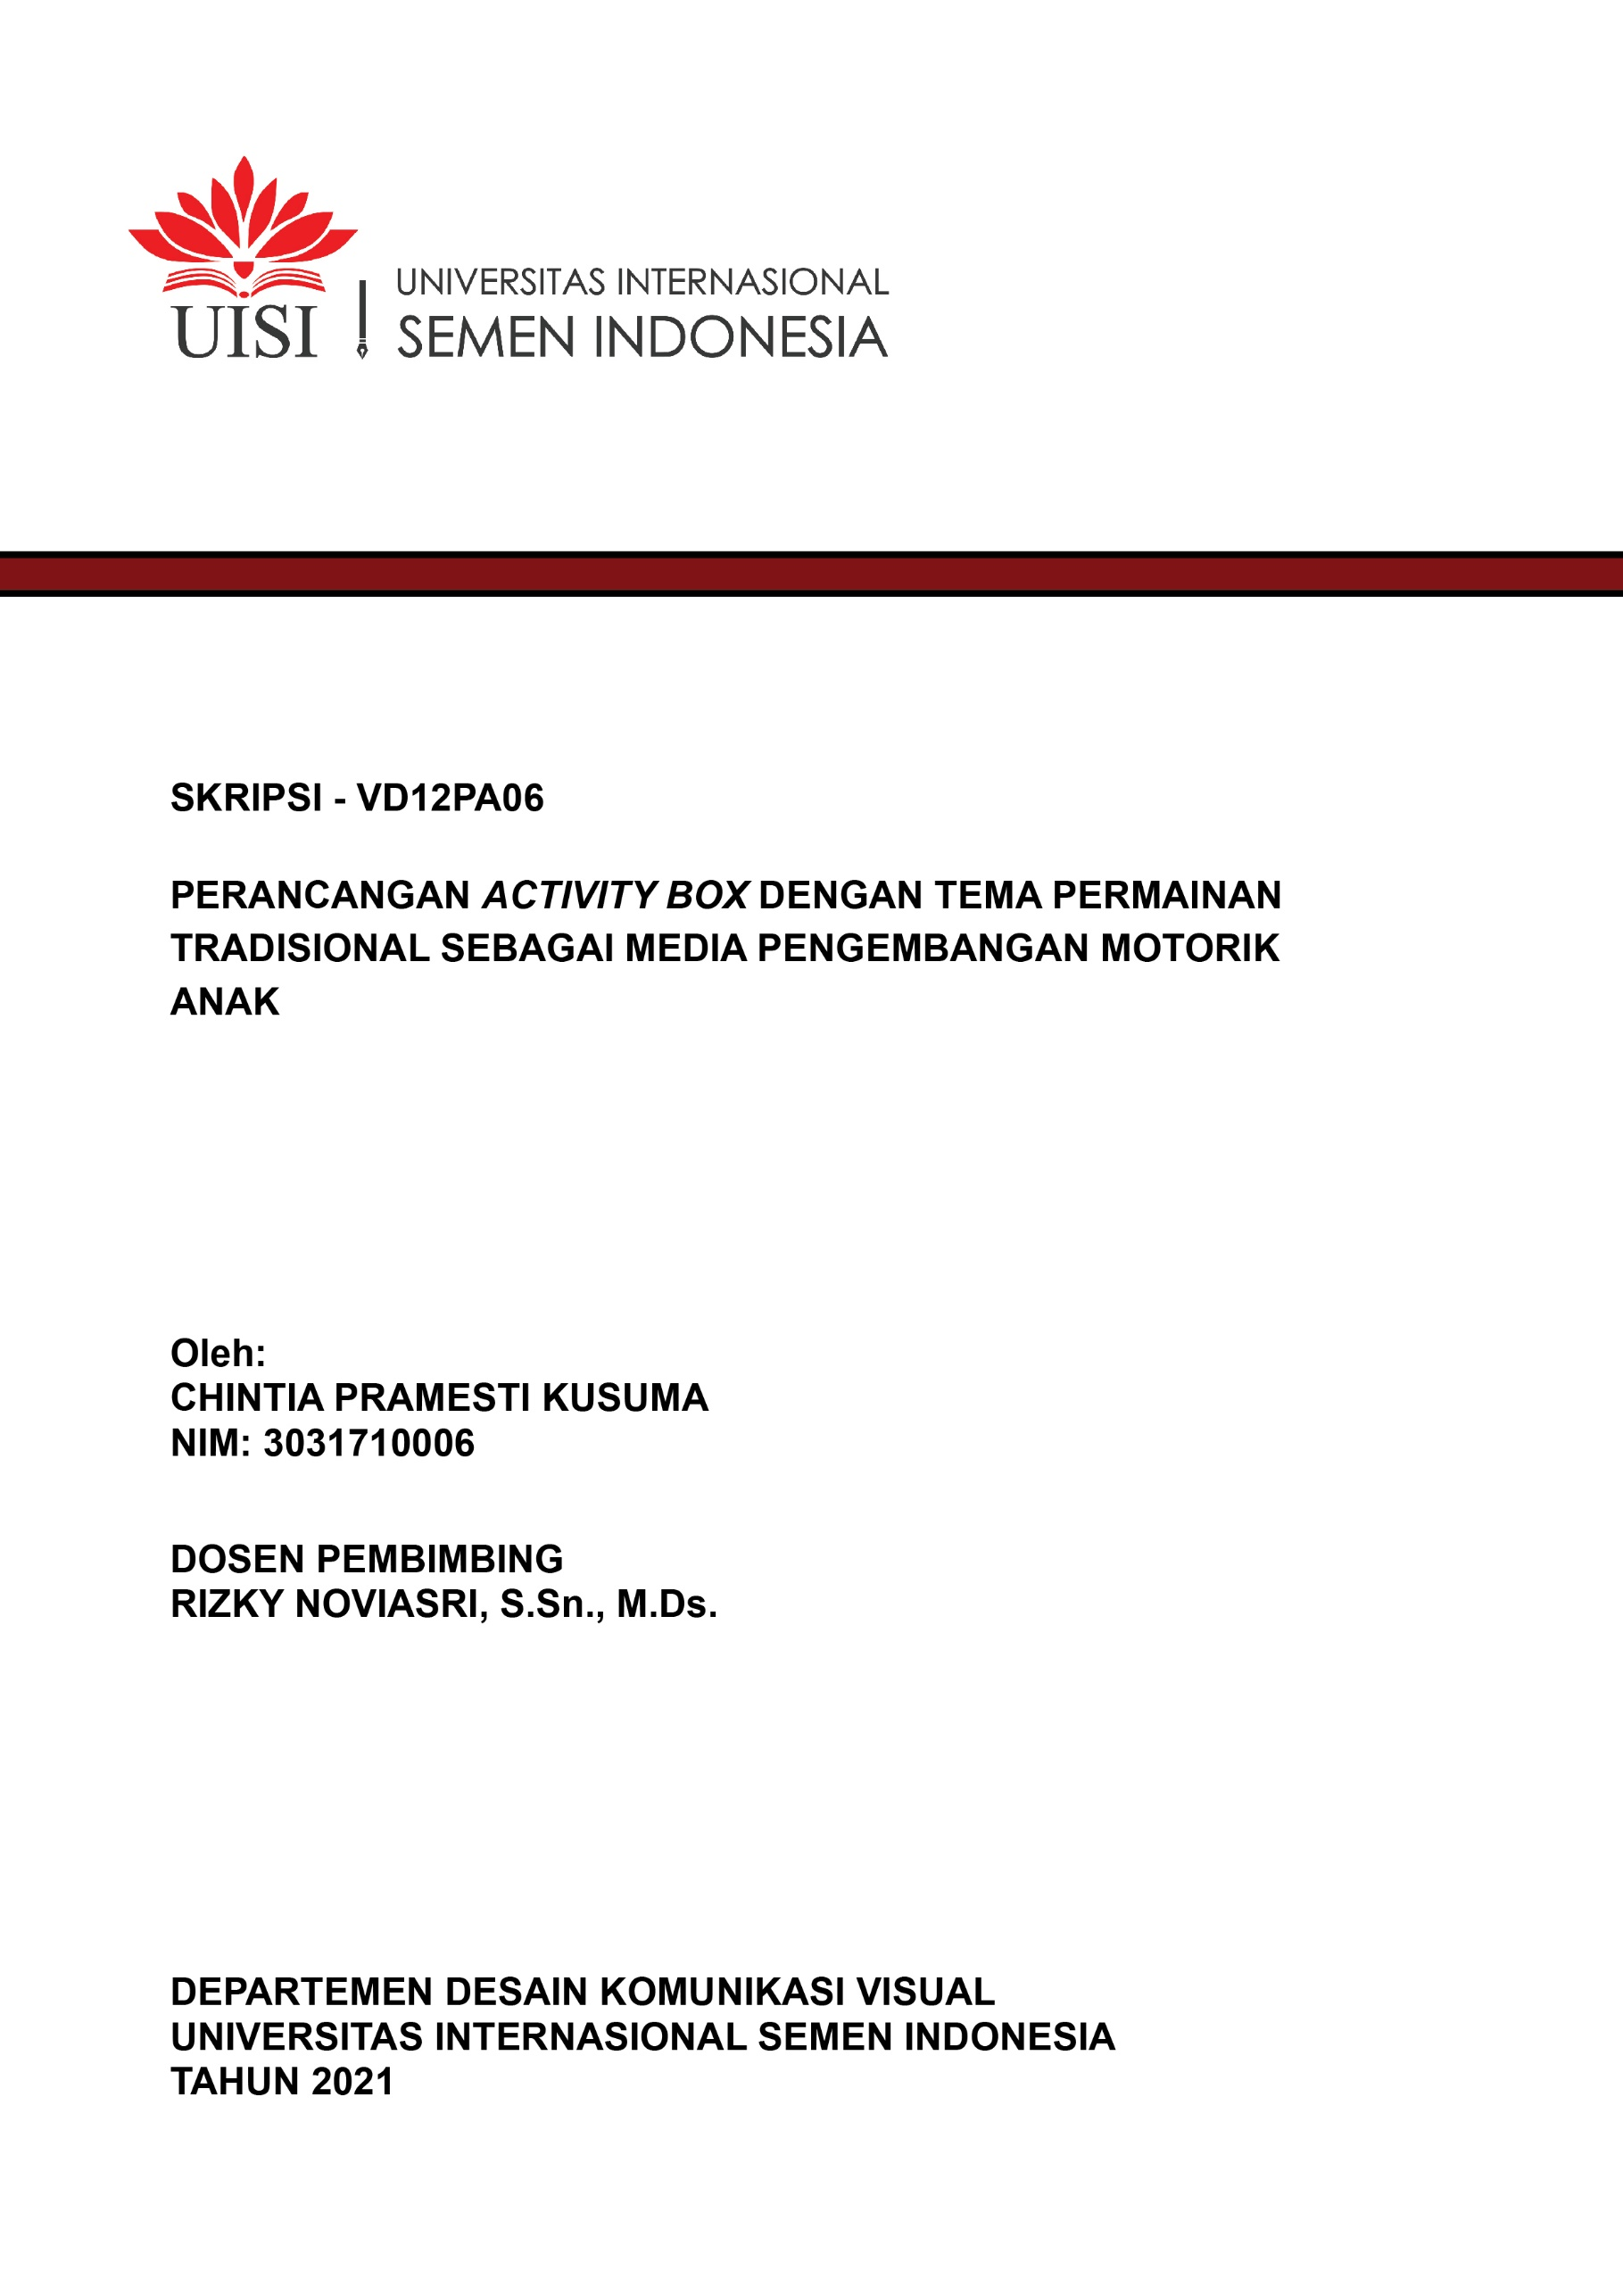 UNIVERSITAS INTERNASIONAL
UISI SEMEN INDONESIA
SKRIPSI - VD12PA06
PERANCANGAN ACTIVITY BOX DENGAN TEMA PERMAINAN
TRADISIONAL SEBAGAI MEDIA PENGEMBANGAN MOTORIK
ANAK
Oleh:
CHINTIA PRAMESTI KUSUMA
NIM: 3031710006
DOSEN PEMBIMBING
RIZKY NOVIASRI, S.Sn., M.Ds.
DEPARTEMEN DESAIN KOMUNIKASI VISUAL
UNIVERSITAS INTERNASIONAL SEMEN INDONESIA
TAHUN 2021